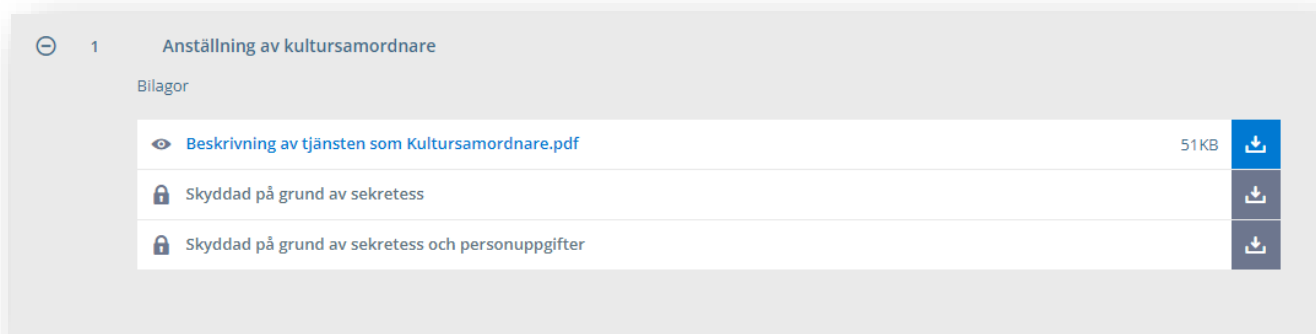 1 Anställning av kultursamordnare
Bilagor
Beskrivning av tjänsten som Kultursamordnare.pdf 51KB
Skyddad på grund av sekretess
Skyddad på grund av sekretess och personuppgifter